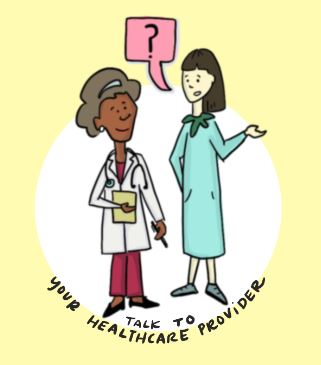 ?
TALK TO
YOUR HEALTHCARE PROVIDER